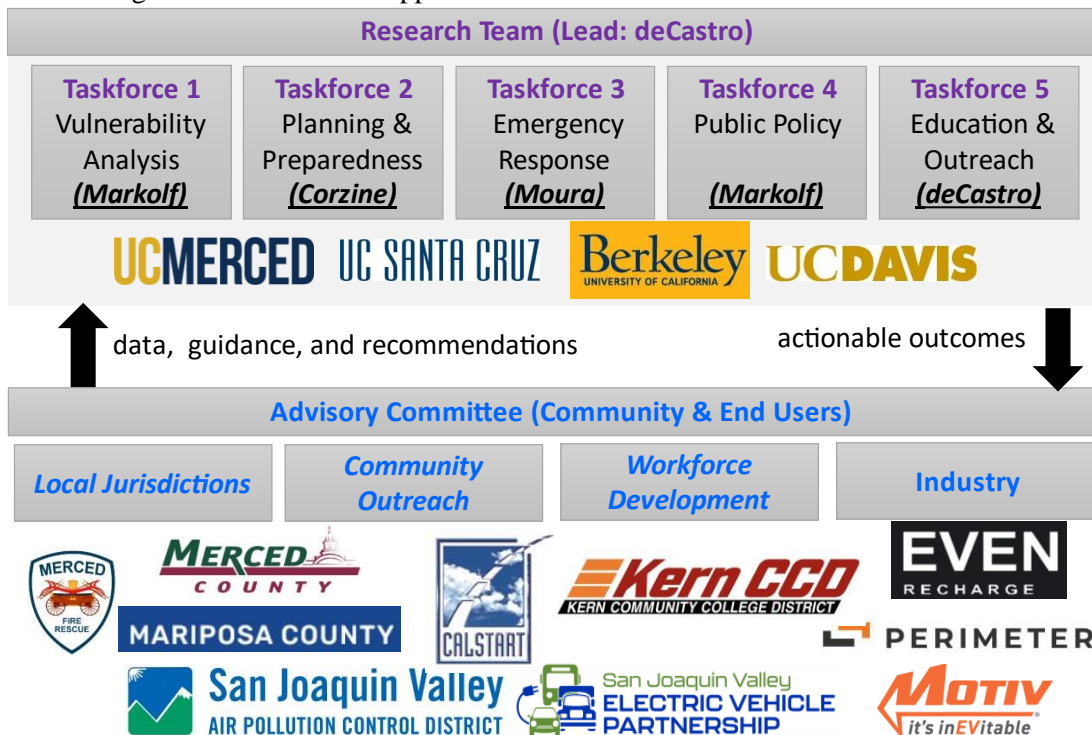 Research Team (Lead: deCastro)
Taskforce 1
Vulnerability
Analysis
(Markolf)
Taskforce 2
Planning &
Preparedness
(Corzine)
Taskforce 3
Emergency
Response
(Moura)
Taskforce 4
Public Policy
(Markolf)
Taskforce 5
Education &
Outreach
(deCastro)
UCMERCED
UC SANTA CRUZ
Berkeley
UNIVERSITY OF CALIFORNIA
UCDAVIS
data, guidance, and recommendations
actionable outcomes
Advisory Committee (Community & End Users)
Local Jurisdictions
Community
Outreach
Workforce
Development
Industry
MERCED
FIRE
RESCUE
MERCED
COUNTY
MARIPOSA COUNTY
CALSTART
Kern CCD
KERN COMMUNITY COLLEGE DISTRICT
EVEN
RECHARGE
PERIMETER
San Joaquin Valley
AIR POLLUTION CONTROL DISTRICT
San Joaquin Valley
ELECTRIC VEHICLE
PARTNERSHIP
MOTIV
it's inEVitable